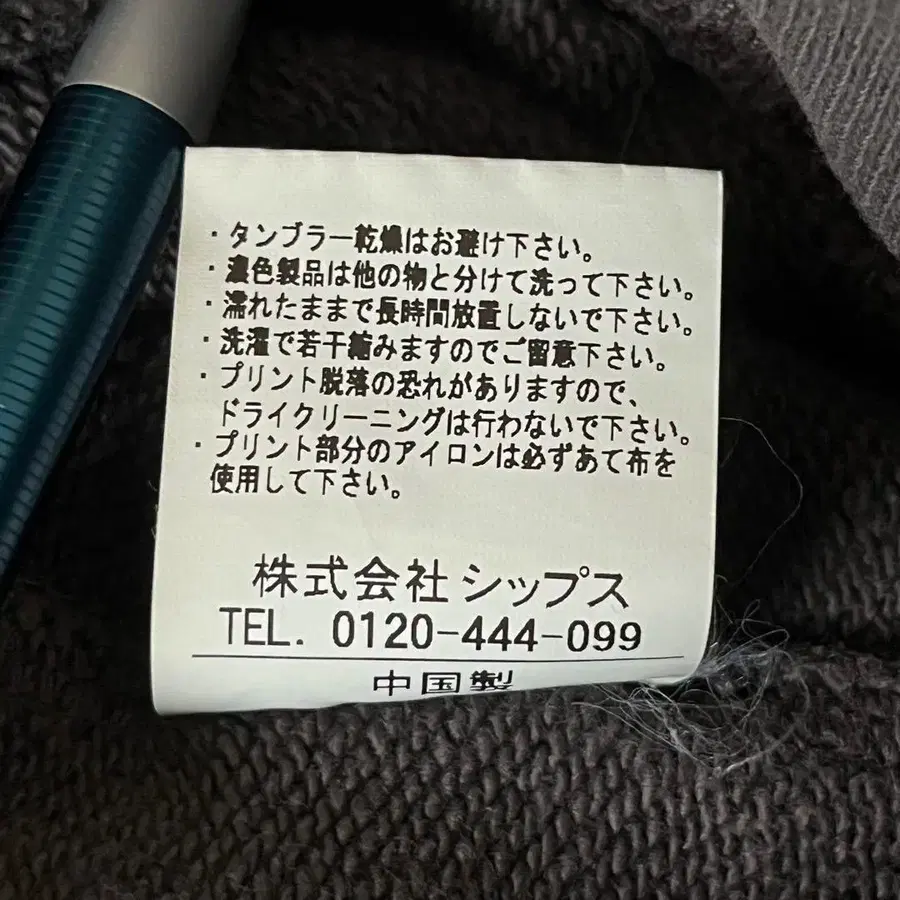 ・タンブラー乾燥はお避け下さい。
・濃色製品は他の物と分けて洗って下さい。
・濡れたままで長時間放置しないで下さい。
・洗濯で若干縮みますのでご留意下さい。
・プリント脱落の恐れがありますので、
ドライクリーニングは行わないで下さい。
・プリント部分のアイロンは必ずあて布を
使用して下さい。
株式会社 シップス
TEL. 0120-444-099
中国製